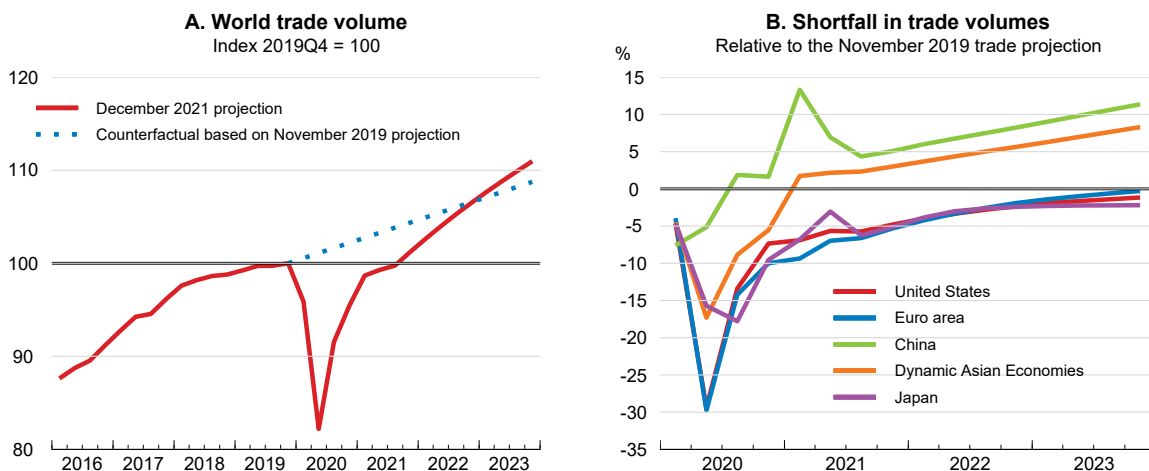 A. World trade volume
Index 2019Q4 = 100
120
110
100
90
80
December 2021 projection
Counterfactual based on November 2019 projection
2016 2017 2018 2019 2020 2021 2022 2023
B. Shortfall in trade volumes
Relative to the November 2019 trade projection
%
15
10
5
0
-5
-10
-15
-20
-25
-30
-35
United States
Euro area
China
Dynamic Asian Economies
Japan
2020 2021 2022 2023